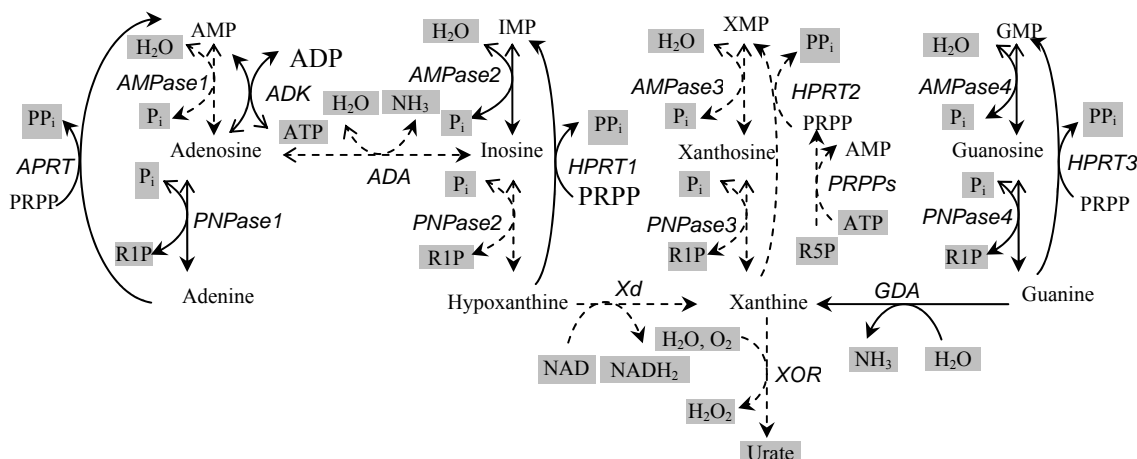 AMP IMP XMP GMP
H₂O ADP H₂O H₂O PPᵢ H₂O
AMPase1 ADK AMPase2 AMPase3 HPRT2 AMPase4
PPᵢ Pᵢ ATP H₂O NH₃ Pᵢ PPᵢ Pᵢ PRPP Pᵢ PPᵢ
Adenosine Inosine Xanthosine AMP Guanosine
APRT ADA HPRT1 PRPPs HPRT3
PRPP Pᵢ Pᵢ PRPP Pᵢ ATP Pᵢ PRPP
PNPase1 PNPase2 PNPase3 PNPase4
R1P R1P R1P R5P R1P
Adenine Hypoxanthine Xd Xanthine GDA Guanine
NAD NADH₂ H₂O, O₂ NH₃ H₂O
XOR
H₂O₂
Urate